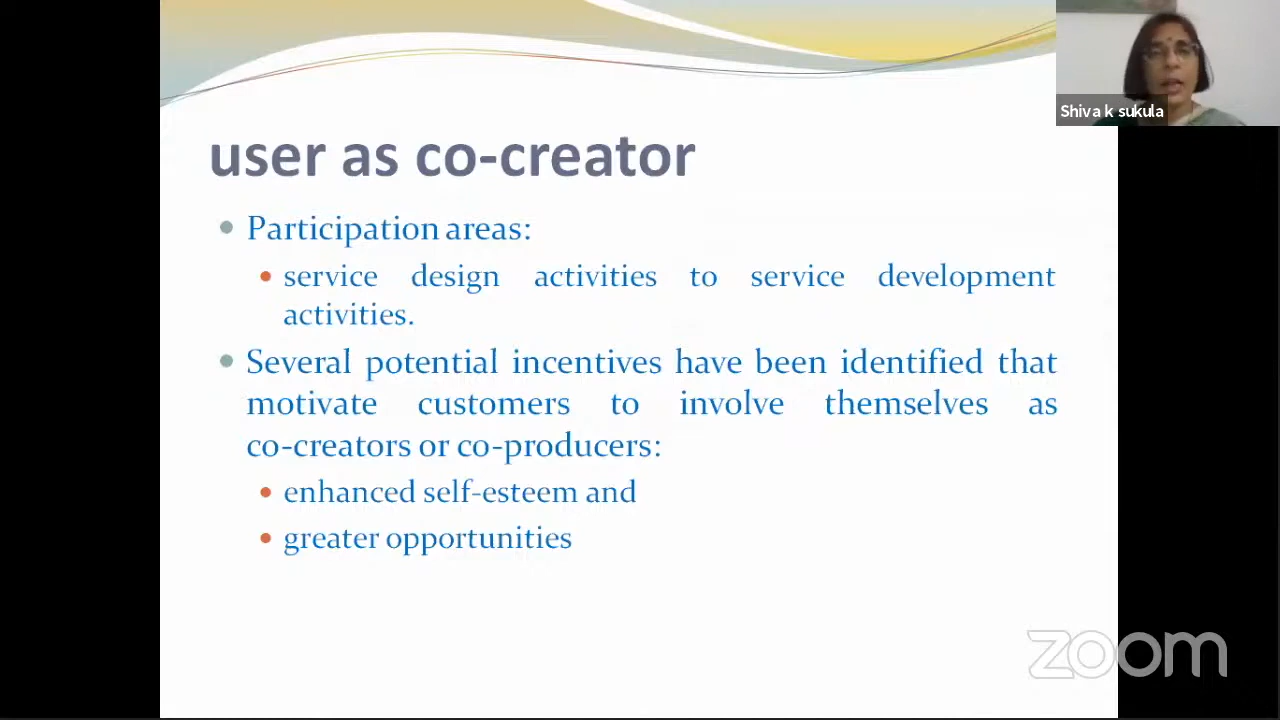 Shiva k sukula
user as co-creator
Participation areas:
service design activities to service development
activities.
Several potential incentives have been identified that
motivate customers to involve themselves as
co-creators or co-producers:
enhanced self-esteem and
greater opportunities
zoom